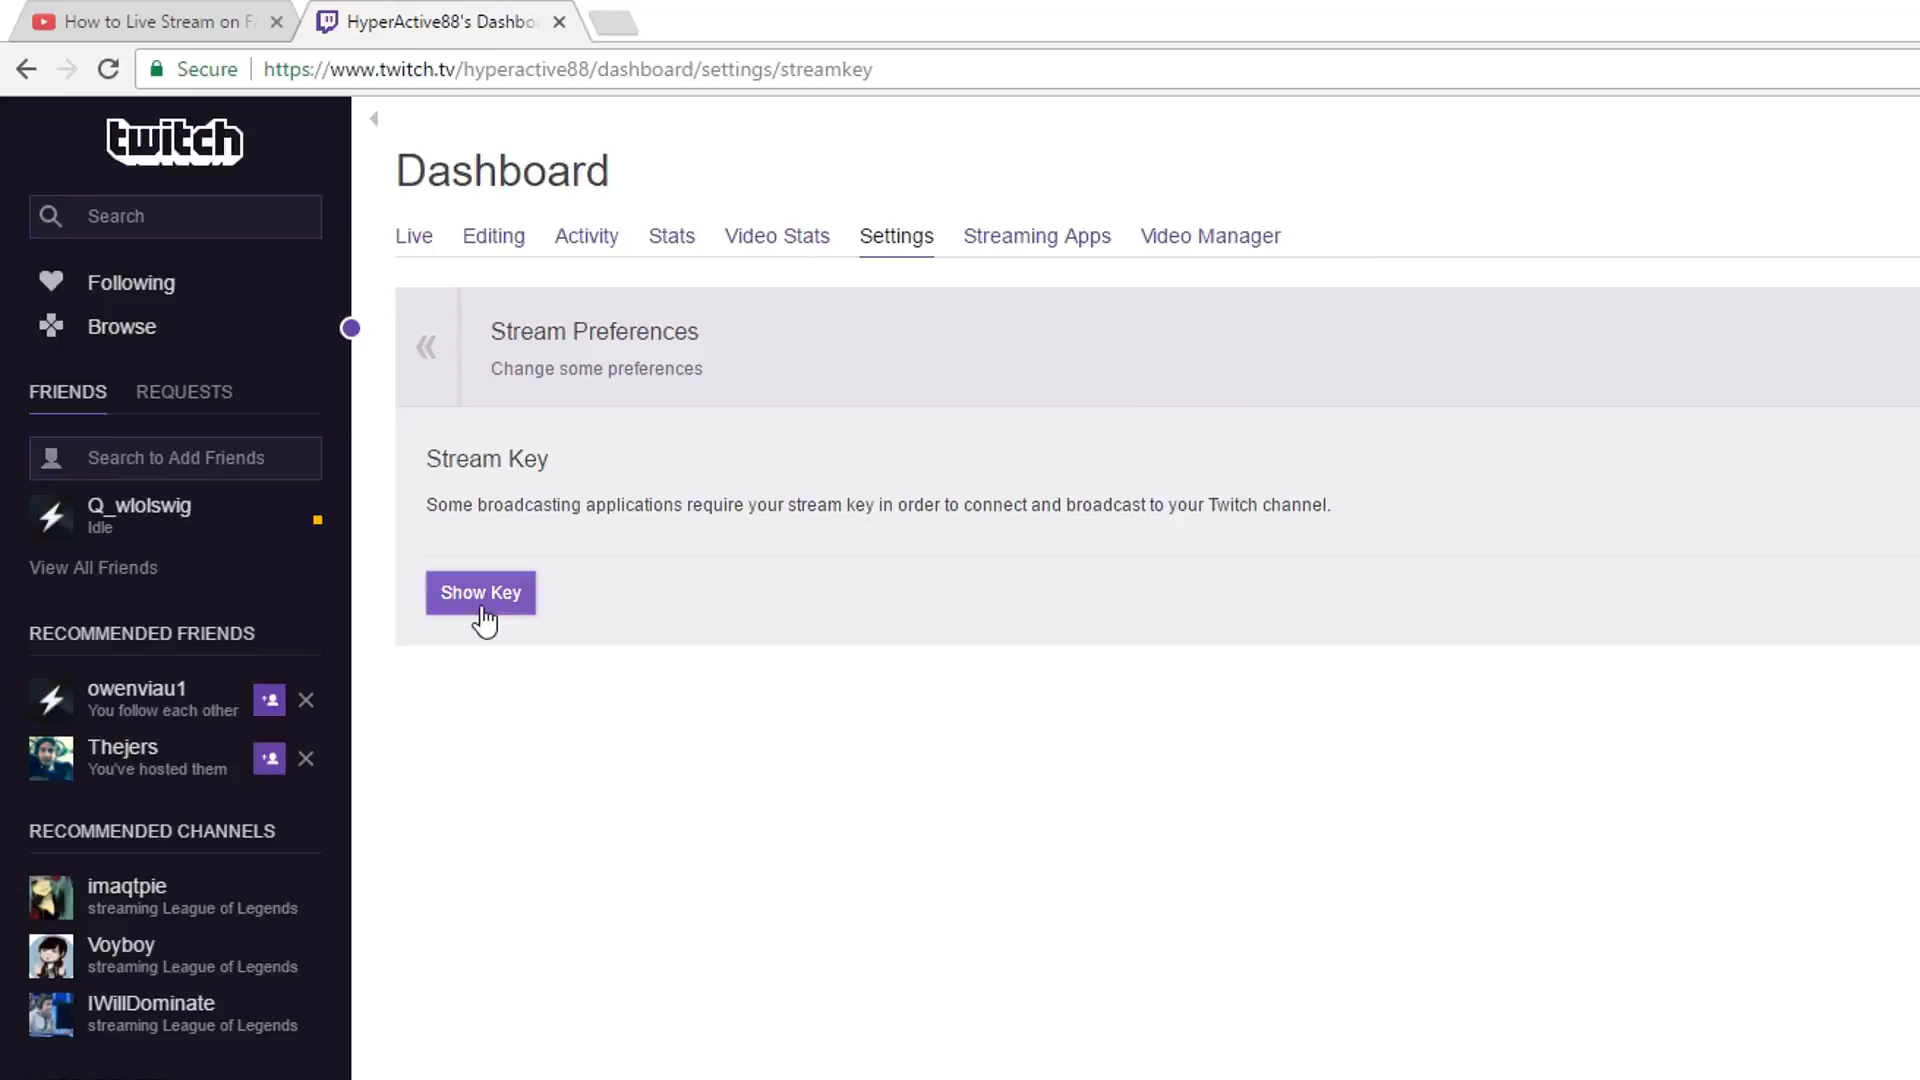 How to Live Stream on F
HyperActive88's Dashbo
Secure
https://www.twitch.tv/hyperactive88/dashboard/settings/streamkey
twitch
Search
Following
Browse
FRIENDS REQUESTS
Search to Add Friends
Q_wlolswig
Idle
View All Friends
RECOMMENDED FRIENDS
owenviau1
You follow each other
Thejers
You've hosted them
RECOMMENDED CHANNELS
imaqtpie
streaming League of Legends
Voyboy
streaming League of Legends
IWillDominate
streaming League of Legends
Dashboard
Live Editing Activity Stats Video Stats Settings Streaming Apps Video Manager
Stream Preferences
Change some preferences
Stream Key
Some broadcasting applications require your stream key in order to connect and broadcast to your Twitch channel.
Show Key